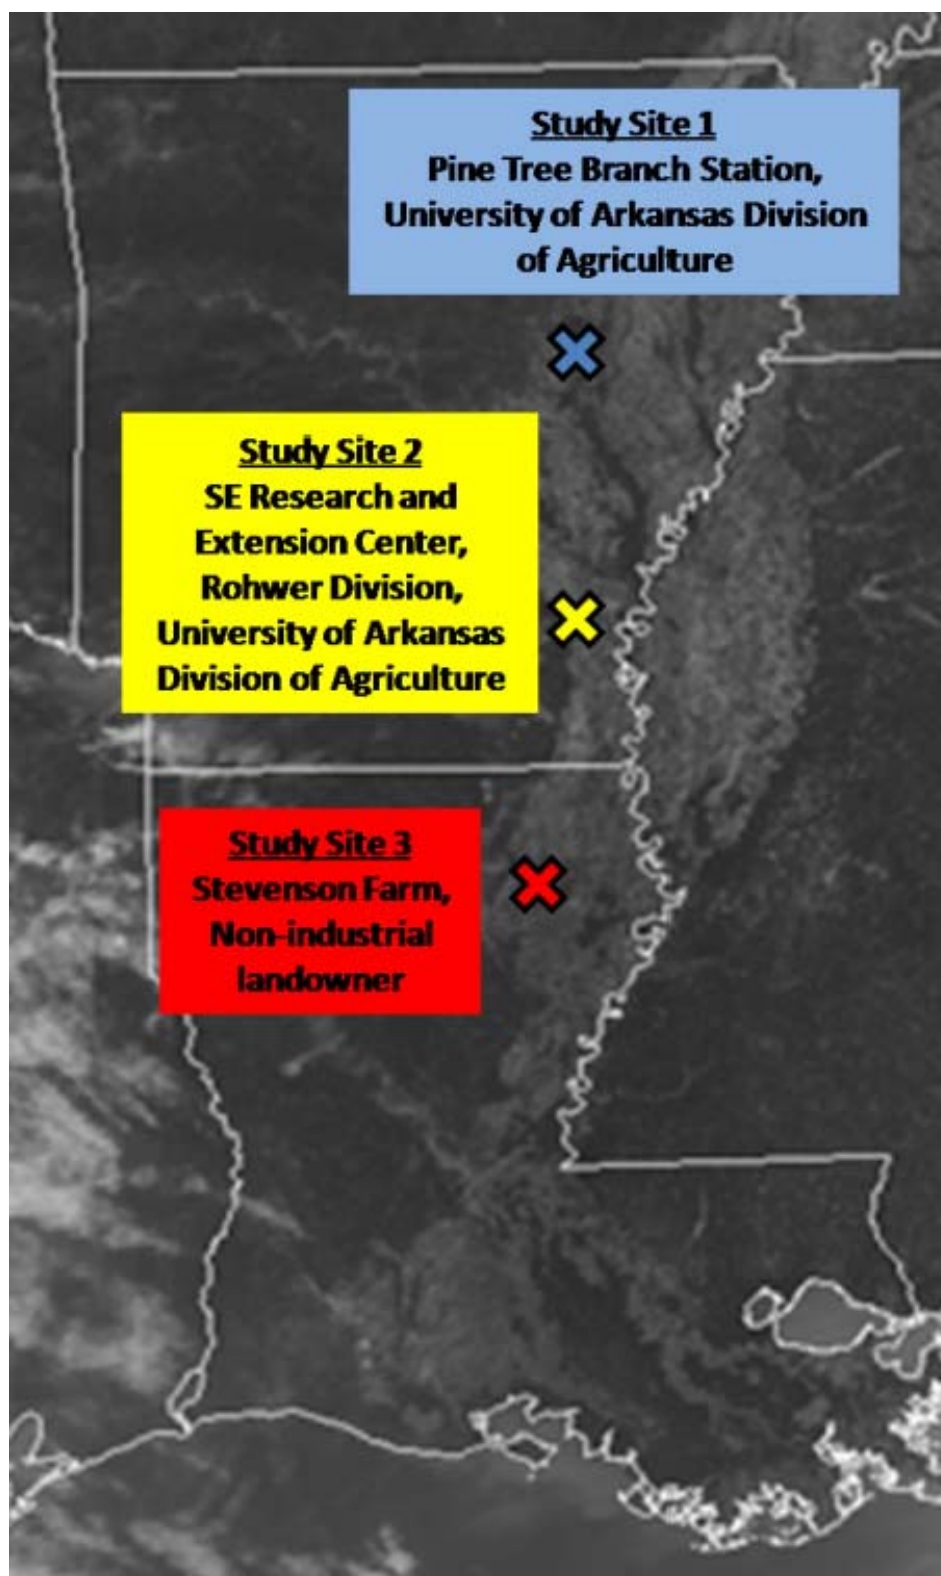 Study Site 1
Pine Tree Branch Station,
University of Arkansas Division
of Agriculture
Study Site 2
SE Research and
Extension Center,
Rohwer Division,
University of Arkansas
Division of Agriculture
Study Site 3
Stevenson Farm,
Non-industrial
landowner